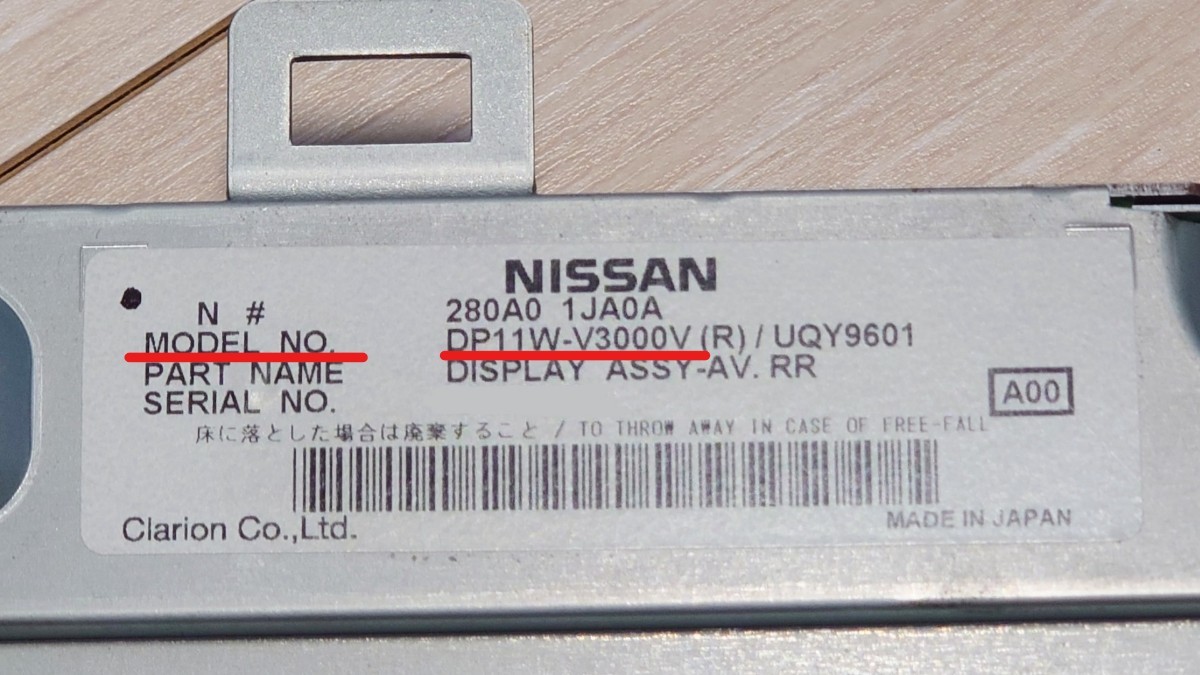 NISSAN
N # 280A0 1JA0A
MODEL NO. DP11W-V3000V (R) / UQY9601
PART NAME DISPLAY ASSY-AV. RR
SERIAL NO.
A00
床に落とした場合は廃棄すること / TO THROW AWAY IN CASE OF FREE-FALL
Clarion Co.,Ltd.
MADE IN JAPAN